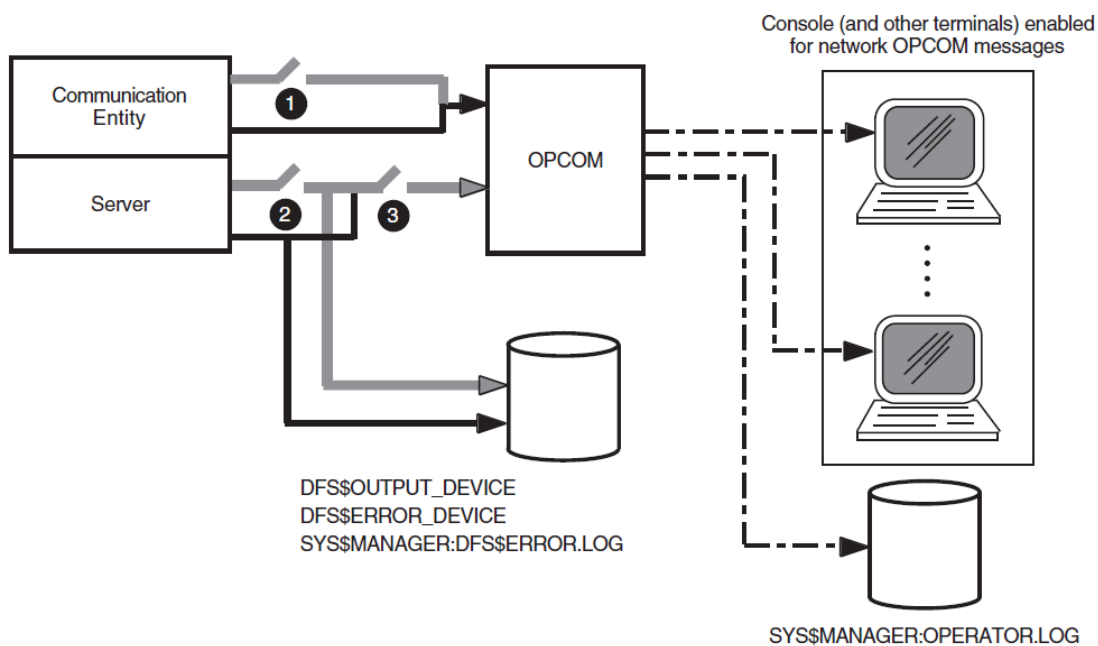 Console (and other terminals) enabled
for network OPCOM messages
Communication
Entity
1
OPCOM
Server
2
3
DFS$OUTPUT_DEVICE
DFS$ERROR_DEVICE
SYS$MANAGER:DFS$ERROR.LOG
SYS$MANAGER:OPERATOR.LOG